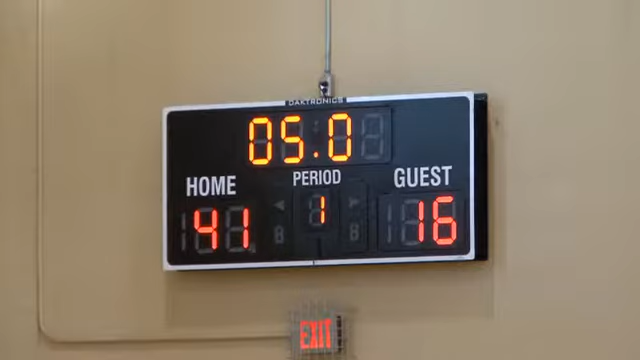 DAKTRONICS
05.0
HOME PERIOD GUEST
41 1 16
EXIT